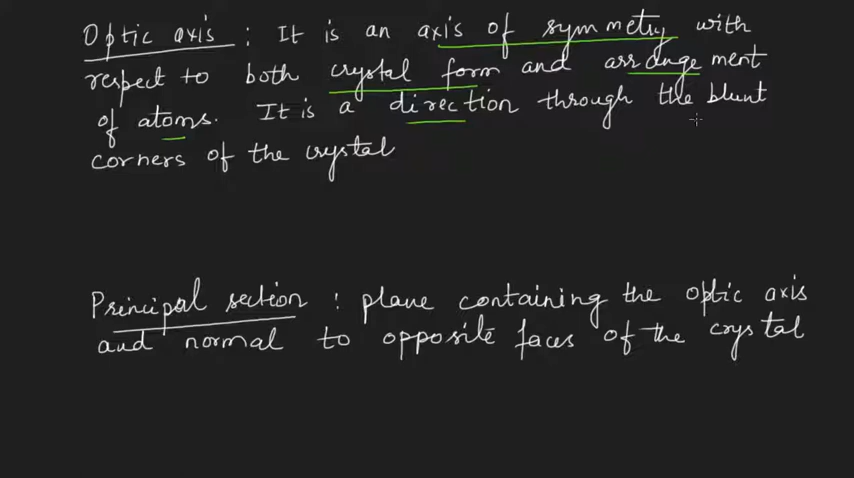 Optic axis : It is an axis of symmetry with
respect to both crystal form and arrangement
of atoms. It is a direction through the blunt
corners of the crystal
Principal section : plane containing the optic axis
and normal to opposite faces of the crystal